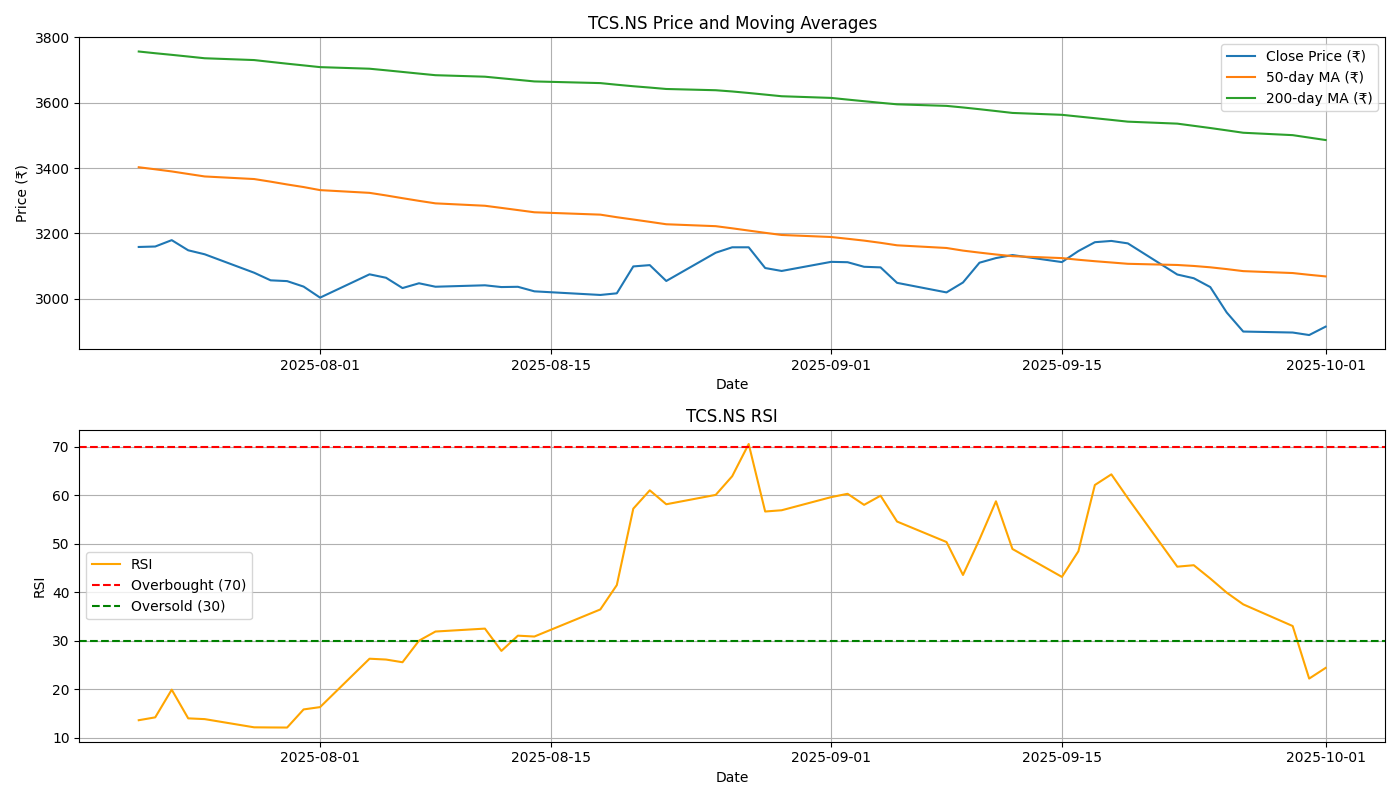 TCS.NS Price and Moving Averages
3800
3600
3400
3200
3000
Price (₹)
Close Price (₹)
50-day MA (₹)
200-day MA (₹)
2025-08-01
2025-08-15
2025-09-01
2025-09-15
2025-10-01
Date
TCS.NS RSI
70
60
50
40
30
20
10
RSI
RSI
Overbought (70)
Oversold (30)
2025-08-01
2025-08-15
2025-09-01
2025-09-15
2025-10-01
Date